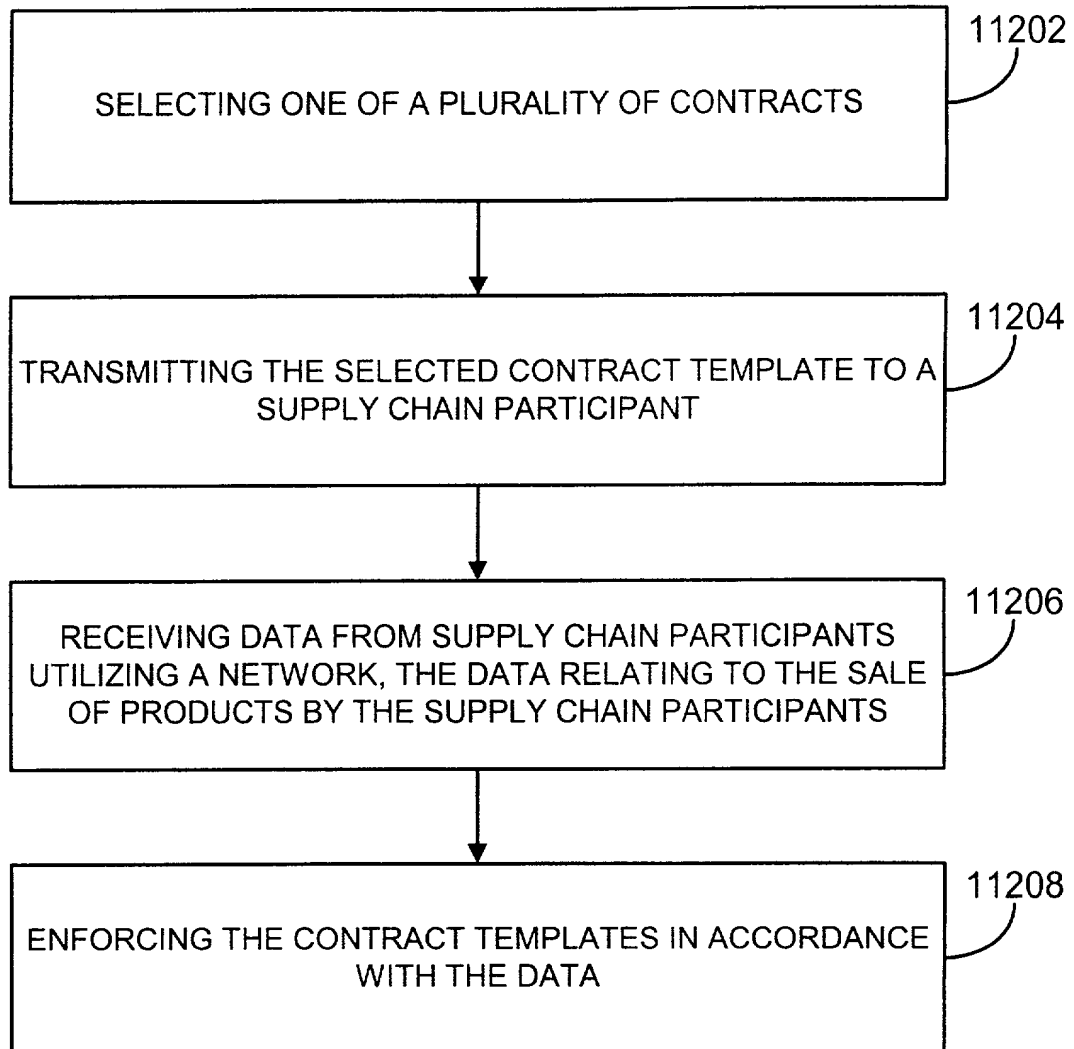 11202
SELECTING ONE OF A PLURALITY OF CONTRACTS
11204
TRANSMITTING THE SELECTED CONTRACT TEMPLATE TO A
SUPPLY CHAIN PARTICIPANT
11206
RECEIVING DATA FROM SUPPLY CHAIN PARTICIPANTS
UTILIZING A NETWORK, THE DATA RELATING TO THE SALE
OF PRODUCTS BY THE SUPPLY CHAIN PARTICIPANTS
11208
ENFORCING THE CONTRACT TEMPLATES IN ACCORDANCE
WITH THE DATA